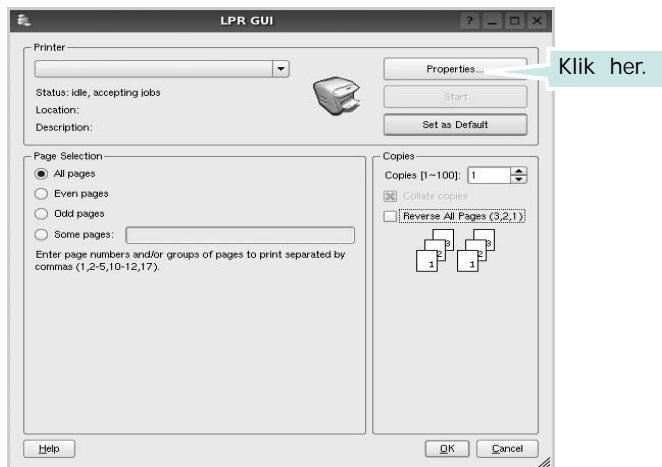 LPR GUI
Printer
Properties...
Klik her.
Status: idle, accepting jobs
Start
Location:
Description:
Set as Default
Page Selection
Copies
All pages
Copies [1~100]: 1
Even pages
Collate copies
Odd pages
Reverse All Pages (3,2,1)
Some pages:
Enter page numbers and/or groups of pages to print separated by
commas (1,2-5,10-12,17).
3 3
2 2
1 1
Help
OK
Cancel